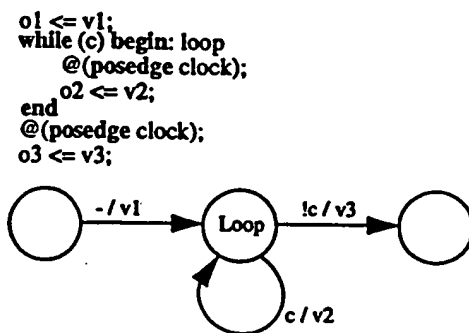 o1 <= v1;
while (c) begin: loop
@(posedge clock);
o2 <= v2;
end
@(posedge clock);
o3 <= v3;
- / v1
Loop
!c / v3
c / v2